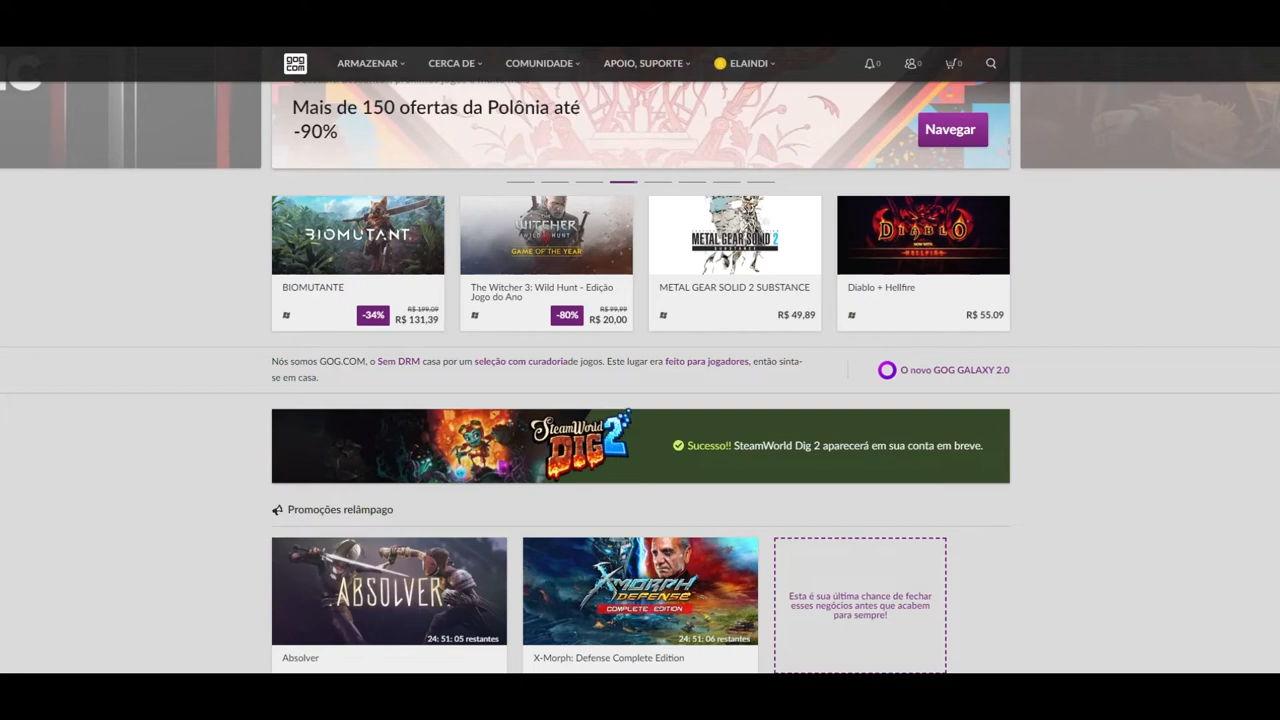 gog
com
ARMAZENAR
CERCA DE
COMUNIDADE
APOIO, SUPORTE
ELAINDI
0
0
0
Mais de 150 ofertas da Polônia até
-90%
Navegar
BIOMUTANT
THE
WITCHER
WILD HUNT
GAME OF THE YEAR
METAL GEAR SOLID 2
SUBSTANCE
DIABLO
HELLFIRE
BIOMUTANTE
The Witcher 3: Wild Hunt - Edição
Jogo do Ano
METAL GEAR SOLID 2 SUBSTANCE
Diablo + Hellfire
-34%
R$ 199,09
R$ 131,39
-80%
R$ 99,99
R$ 20,00
R$ 49,89
R$ 55.09
Nós somos GOG.COM, o Sem DRM casa por um seleção com curadoriade jogos. Este lugar era feito para jogadores, então sinta-
se em casa.
O novo GOG GALAXY 2.0
SteamWorld
DIG 2
Sucesso!! SteamWorld Dig 2 aparecerá em sua conta em breve.
Promoções relâmpago
ABSOLVER
24: 51: 05 restantes
Absolver
X-MORPH
DEFENSE
COMPLETE EDITION
24: 51: 06 restantes
X-Morph: Defense Complete Edition
Esta é sua última chance de fechar
esses negócios antes que acabem
para sempre!